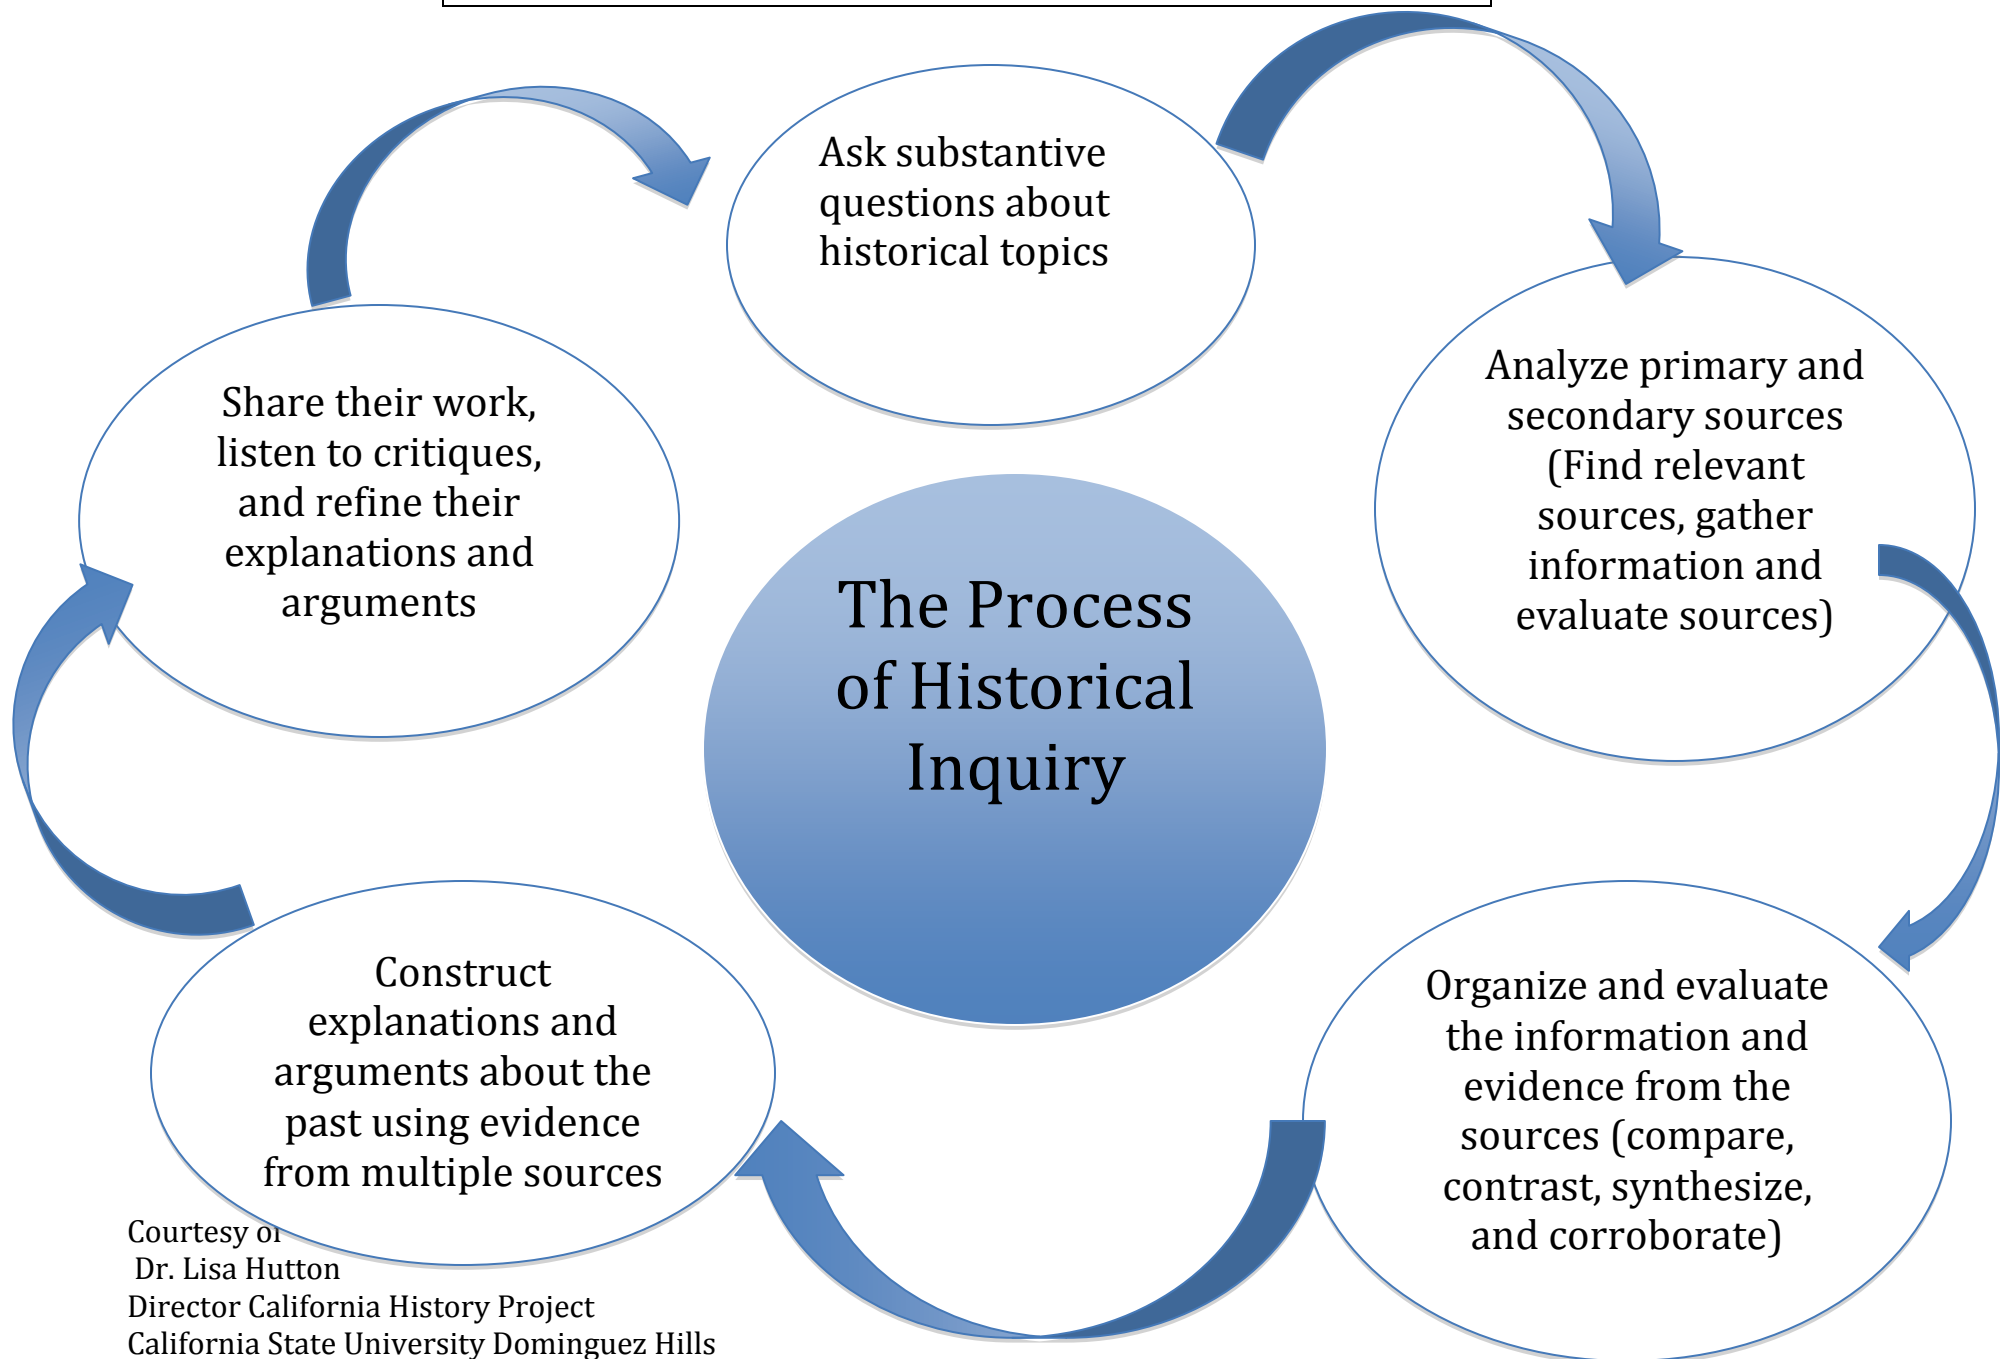 Ask substantive
questions about
historical topics
Analyze primary and
secondary sources
(Find relevant
sources, gather
information and
evaluate sources)
Organize and evaluate
the information and
evidence from the
sources (compare,
contrast, synthesize,
and corroborate)
Construct
explanations and
arguments about the
past using evidence
from multiple sources
Share their work,
listen to critiques,
and refine their
explanations and
arguments
The Process
of Historical
Inquiry
Courtesy of
Dr. Lisa Hutton
Director California History Project
California State University Dominguez Hills